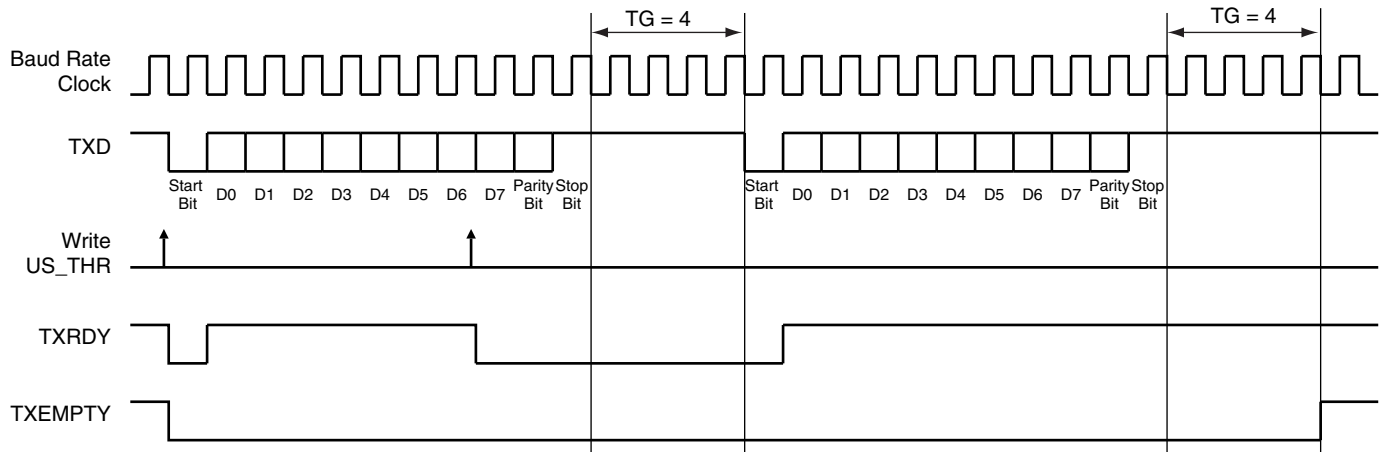 TG = 4
TG = 4
Baud Rate
Clock
TXD
Start
Bit
D0
D1
D2
D3
D4
D5
D6
D7
Parity
Bit
Stop
Bit
Start
Bit
D0
D1
D2
D3
D4
D5
D6
D7
Parity
Bit
Stop
Bit
Write
US_THR
TXRDY
TXEMPTY